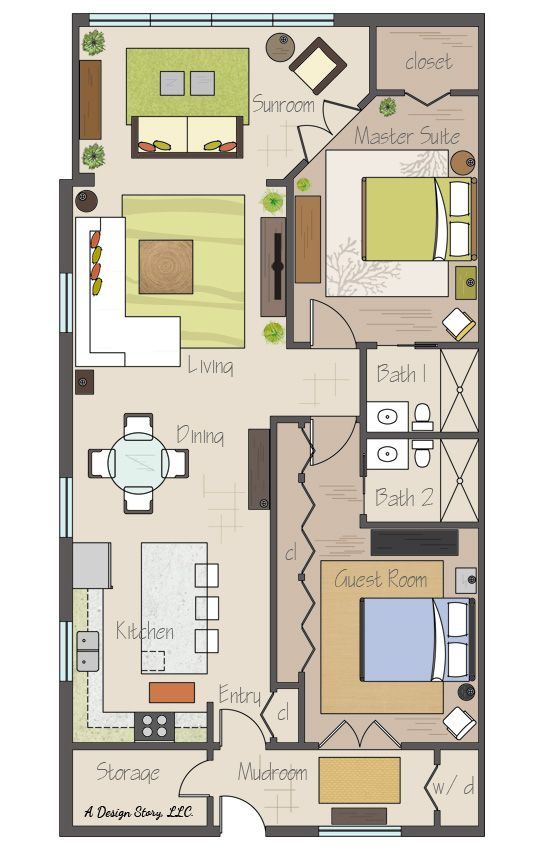 closet
Sunroom
Master Suite
Living
Bath 1
Dining
Bath 2
cl
Guest Room
Kitchen
Entry
cl
Storage
Mudroom
w/d
A Design Story, LLC.